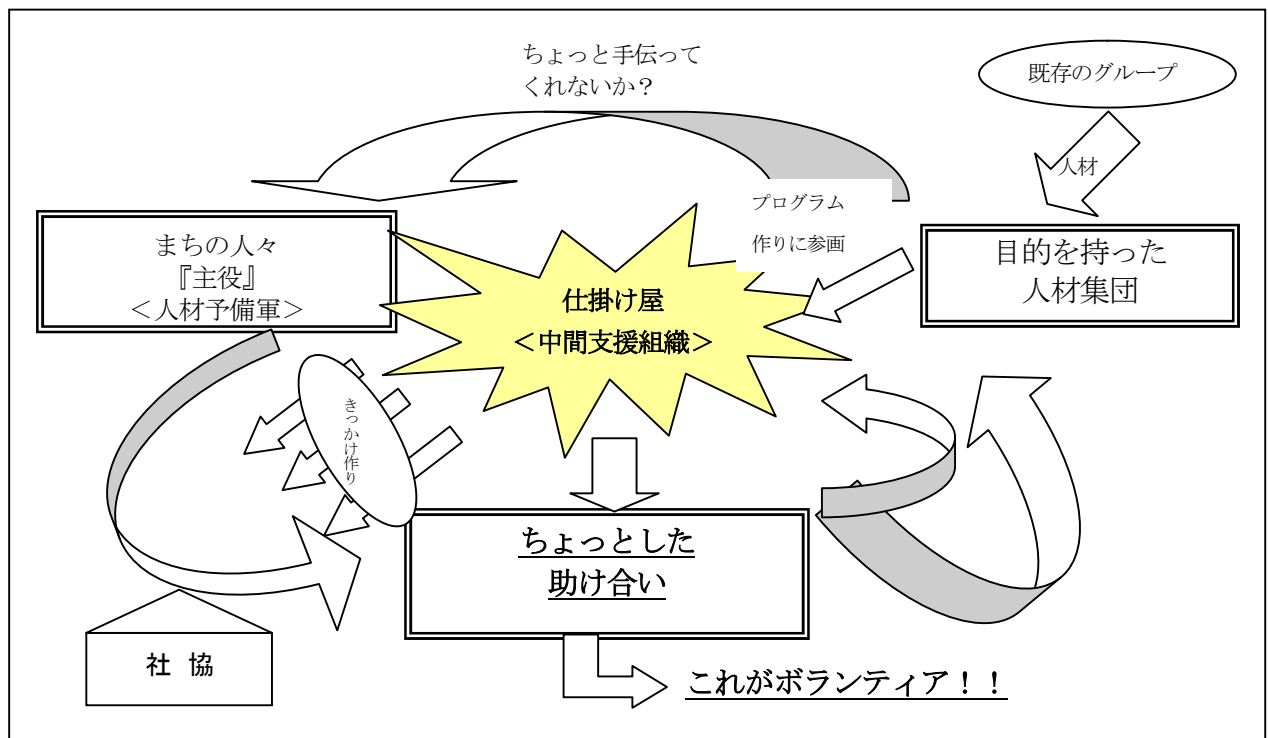 ちょっと手伝って
くれないか?
既存のグループ
人材
プログラム
作りに参画
まちの人々
『主役』
<人材予備軍>
仕掛け屋
<中間支援組織>
目的を持った
人材集団
きっかけ作り
ちょっとした
助け合い
社 協
これがボランティア!!